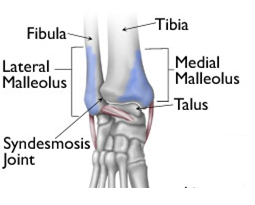 Fibula
Tibia
Lateral
Malleolus
Medial
Malleolus
Talus
Syndesmosis
Joint